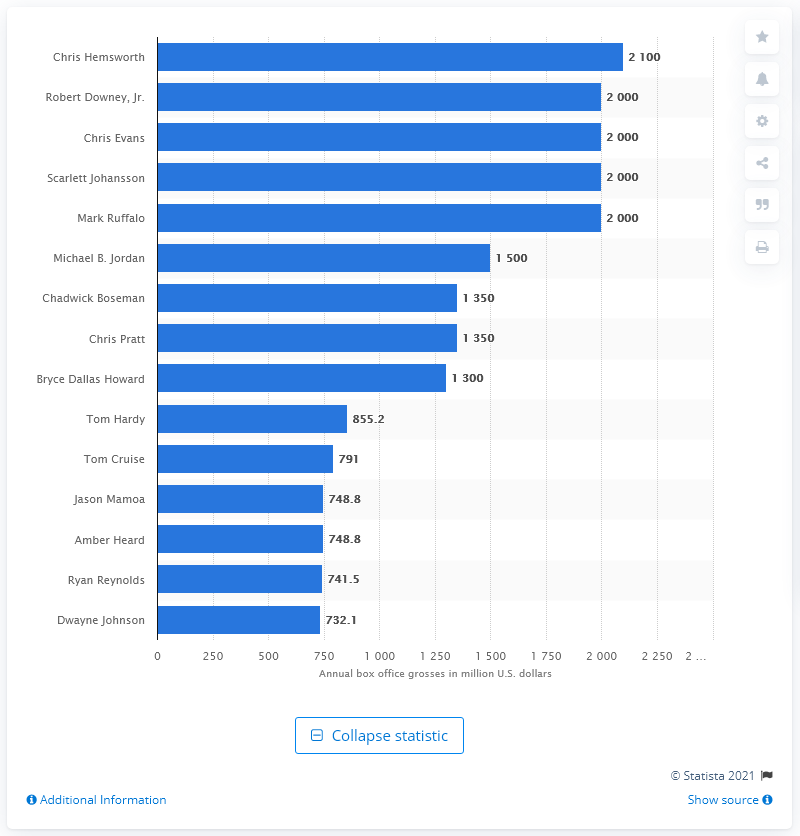 Chris Hemsworth 2 100
Robert Downey, Jr. 2 000
Chris Evans 2 000
Scarlett Johansson 2 000
Mark Ruffalo 2 000
Michael B. Jordan 1 500
Chadwick Boseman 1 350
Chris Pratt 1 350
Bryce Dallas Howard 1 300
Tom Hardy 855.2
Tom Cruise 791
Jason Mamoa 748.8
Amber Heard 748.8
Ryan Reynolds 741.5
Dwayne Johnson 732.1
0 250 500 750 1 000 1 250 1 500 1 750 2 000 2 250 2 ...
Annual box office grosses in million U.S. dollars
Collapse statistic
© Statista 2021
Additional Information Show source